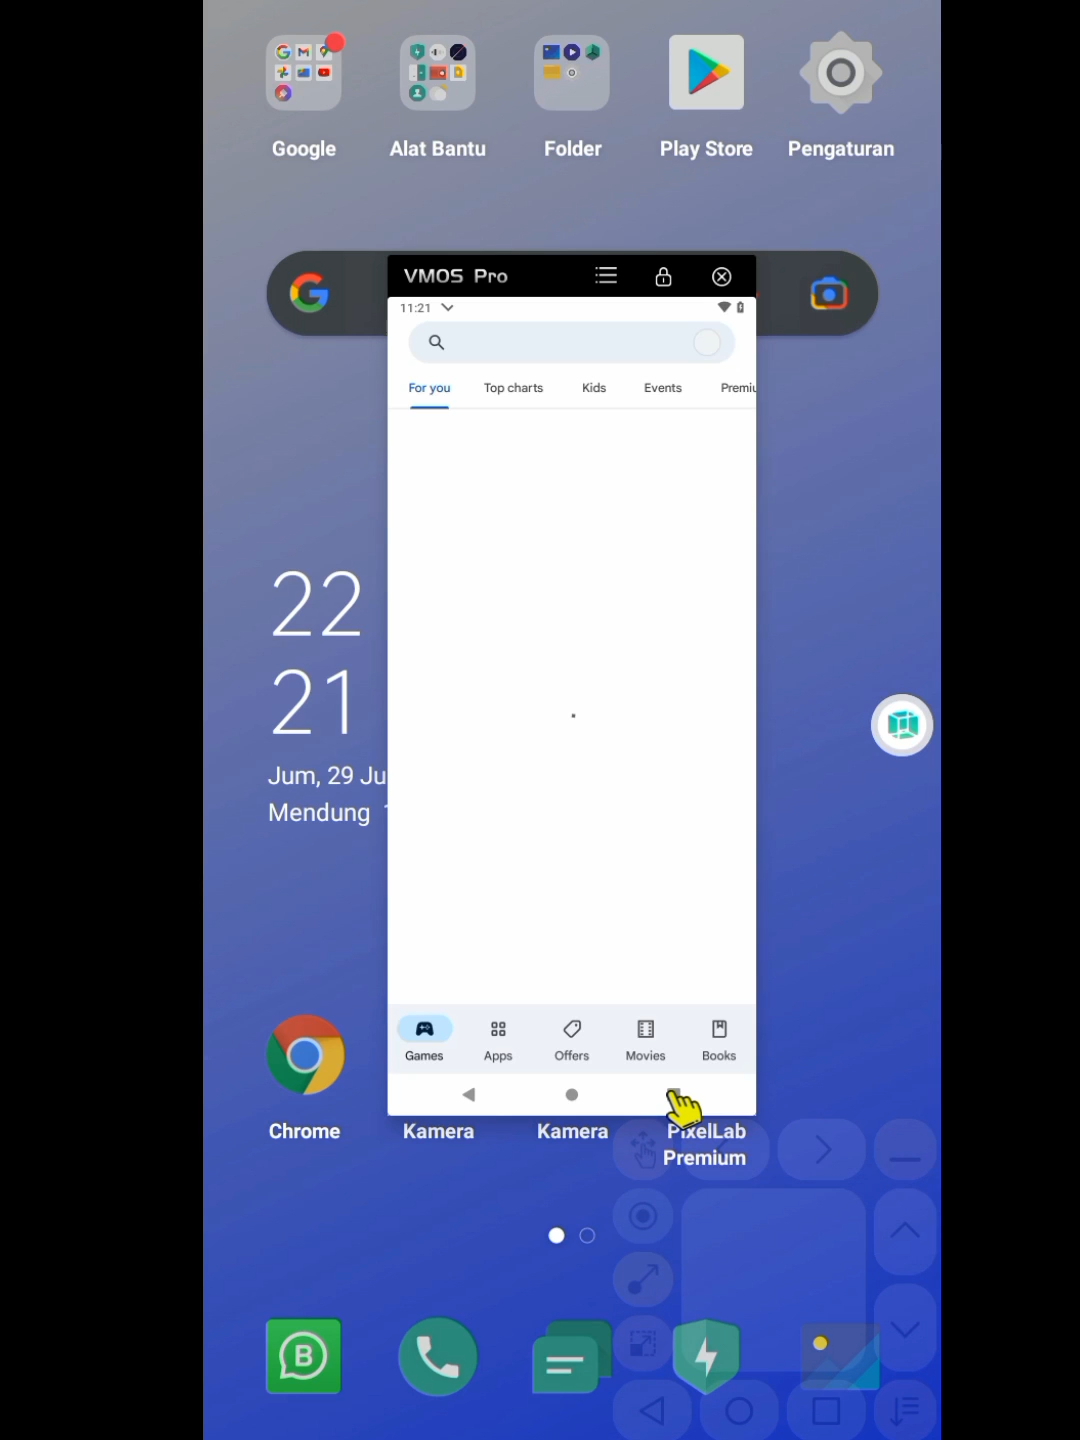 Google
Alat Bantu
Folder
Play Store
Pengaturan
VMOS Pro
11:21
For you
Top charts
Kids
Events
22
21
Jum, 29 Ju
Mendung
Games
Apps
Offers
Movies
Books
Chrome
Kamera
Kamera
PixelLab
Premium
B